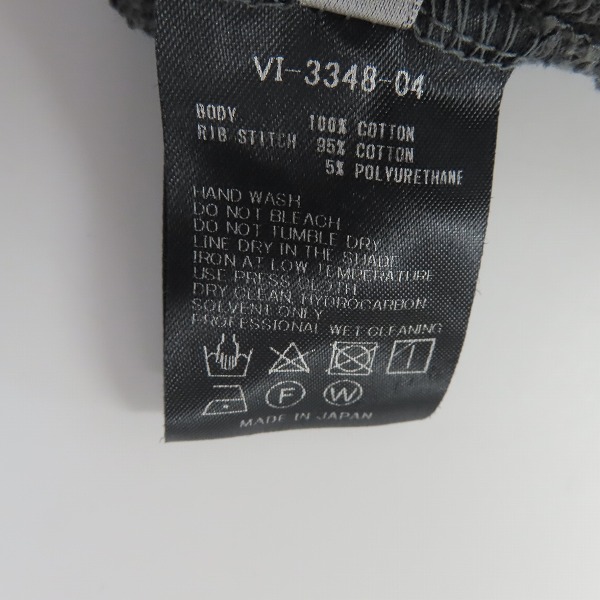 VI-3348-04
BODY 100% COTTON
RIB STITCH 95% COTTON
5% POLYURETHANE
HAND WASH
DO NOT BLEACH
DO NOT TUMBLE DRY
LINE DRY IN THE SHADE
IRON AT LOW TEMPERATURE
USE PRESS CLOTH
DRY CLEAN, HYDROCARBON
SOLVENT ONLY
PROFESSIONAL WET CLEANING
F W
MADE IN JAPAN